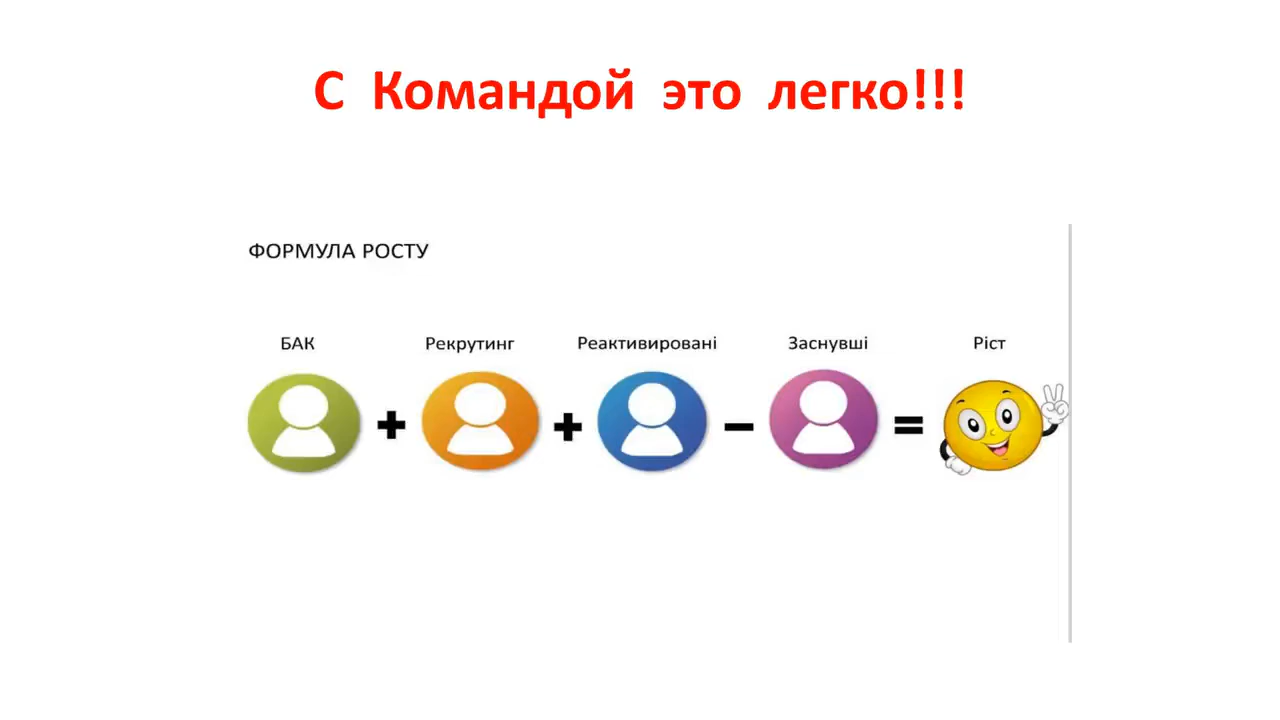 С Командой это легко!!!
ФОРМУЛА РОСТУ
БАК Рекрутинг Реактивировані Заснувші Ріст
+ + – =